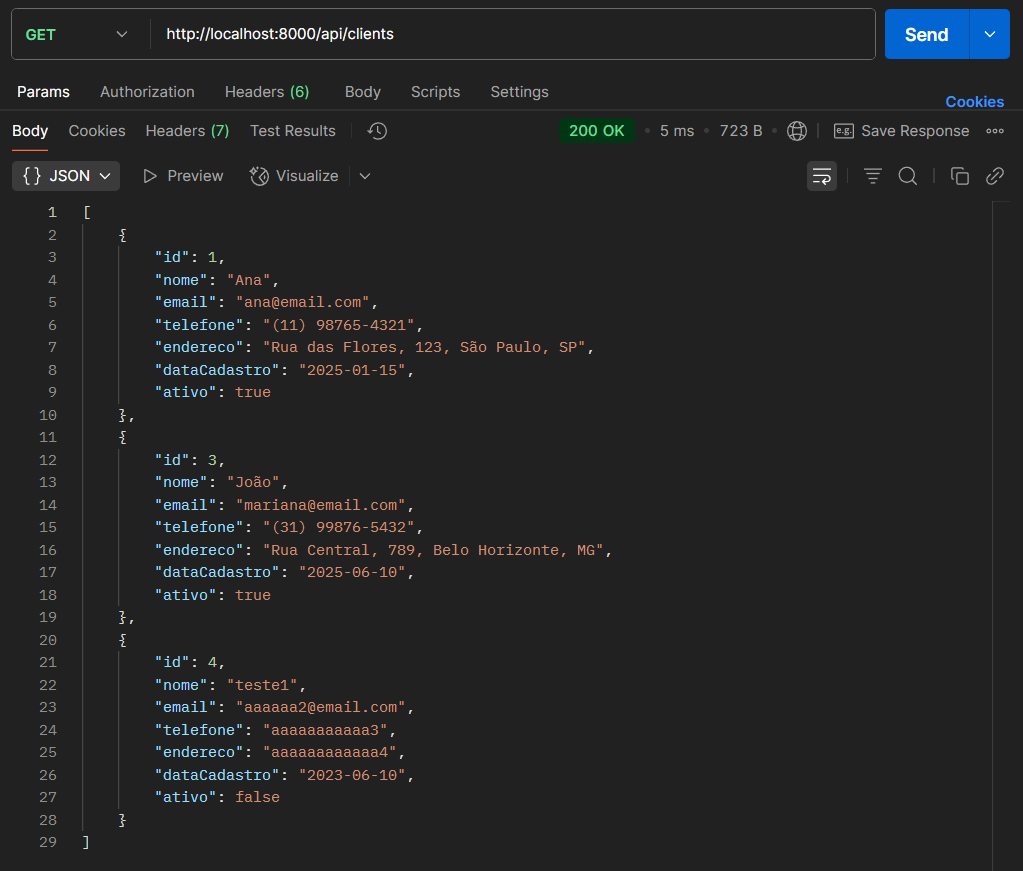 GET http://localhost:8000/api/clients Send
Params Authorization Headers (6) Body Scripts Settings Cookies
Body Cookies Headers (7) Test Results 200 OK • 5 ms • 723 B • e.g. Save Response
{} JSON Preview Visualize
1 [
2 {
3 "id": 1,
4 "nome": "Ana",
5 "email": "ana@email.com",
6 "telefone": "(11) 98765-4321",
7 "endereco": "Rua das Flores, 123, São Paulo, SP",
8 "dataCadastro": "2025-01-15",
9 "ativo": true
10 },
11 {
12 "id": 3,
13 "nome": "João",
14 "email": "mariana@email.com",
15 "telefone": "(31) 99876-5432",
16 "endereco": "Rua Central, 789, Belo Horizonte, MG",
17 "dataCadastro": "2025-06-10",
18 "ativo": true
19 },
20 {
21 "id": 4,
22 "nome": "teste1",
23 "email": "aaaaaa2@email.com",
24 "telefone": "aaaaaaaaaaa3",
25 "endereco": "aaaaaaaaaaaa4",
26 "dataCadastro": "2023-06-10",
27 "ativo": false
28 }
29 ]